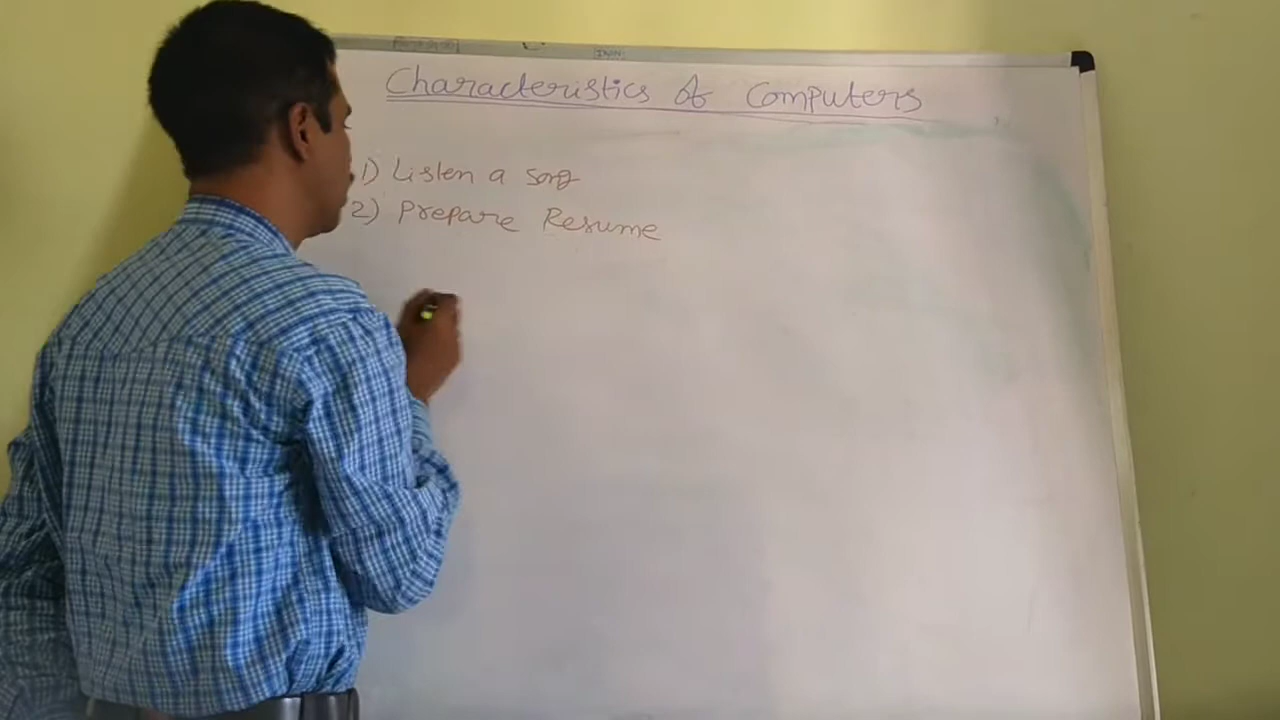 Characteristics of Computers
1) Listen a song
2) Prepare Resume